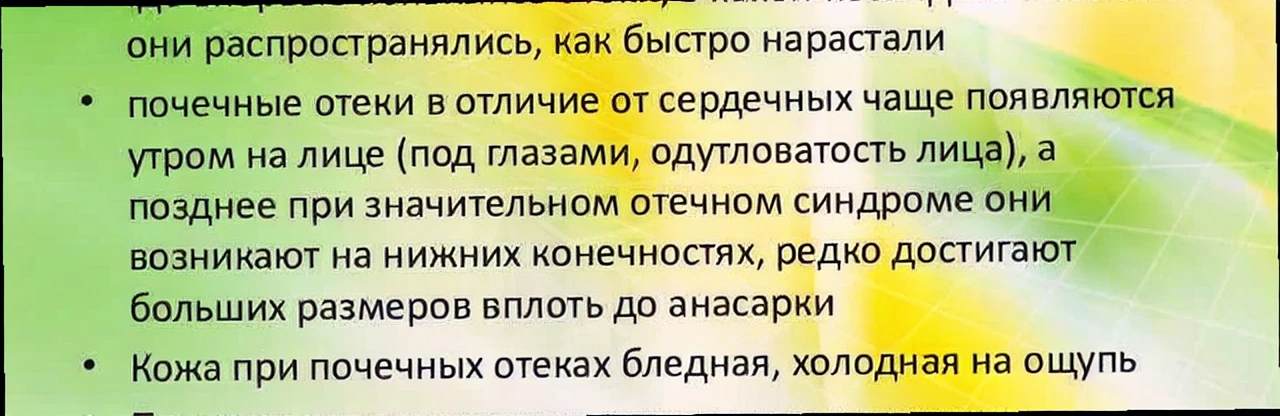 они распространялись, как быстро нарастали
• почечные отеки в отличие от сердечных чаще появляются
утром на лице (под глазами, одутловатость лица), а
позднее при значительном отечном синдроме они
возникают на нижних конечностях, редко достигают
больших размеров вплоть до анасарки
• Кожа при почечных отеках бледная, холодная на ощупь